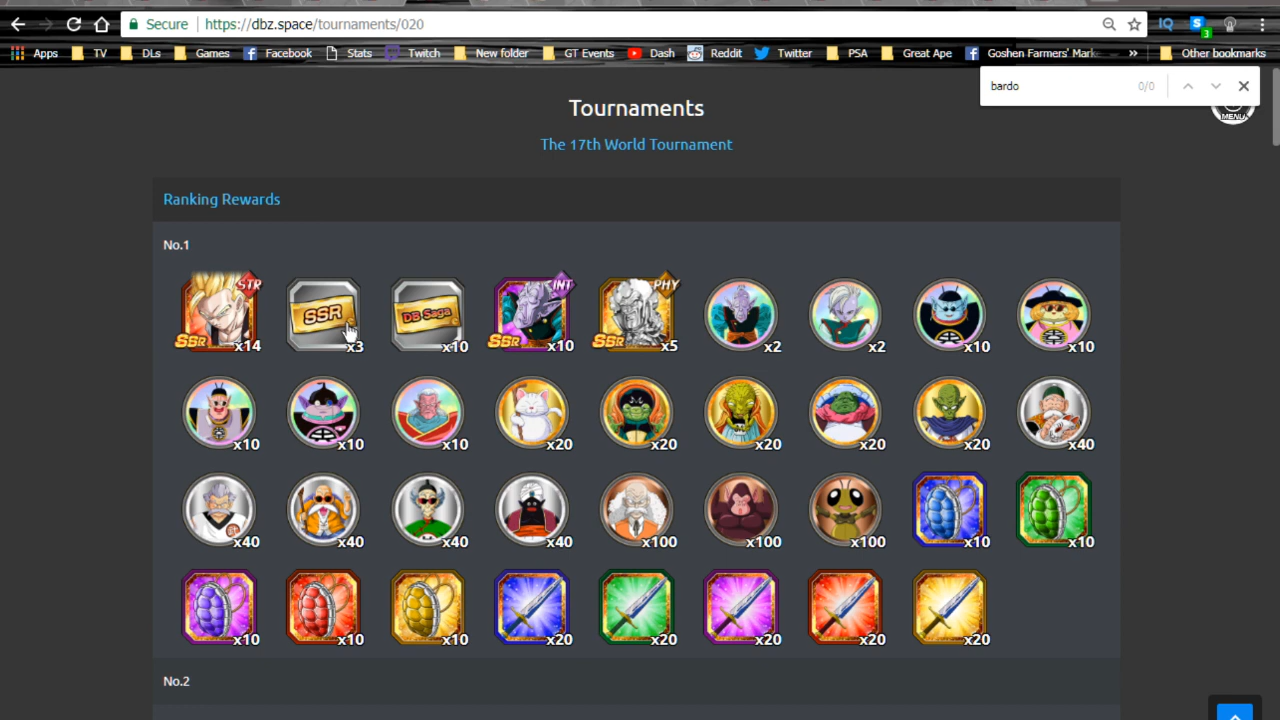 Secure https://dbz.space/tournaments/020
Apps TV DLs Games Facebook Stats Twitch New folder GT Events Dash Reddit Twitter PSA Great Ape Goshen Farmers' Mark » Other bookmarks
bardo 0/0
IQ S 3
MENU
Tournaments
The 17th World Tournament
Ranking Rewards
No.1
STR SSR x14
SSR x3
DB Saga x10
INT SSR x10
PHY SSR x5
x2
x2
x10
x10
x10
x10
x10
x20
x20
x20
x20
x20
x40
x40
x40
x40
x40
x100
x100
x100
x10
x10
x10
x10
x10
x20
x20
x20
x20
x20
No.2